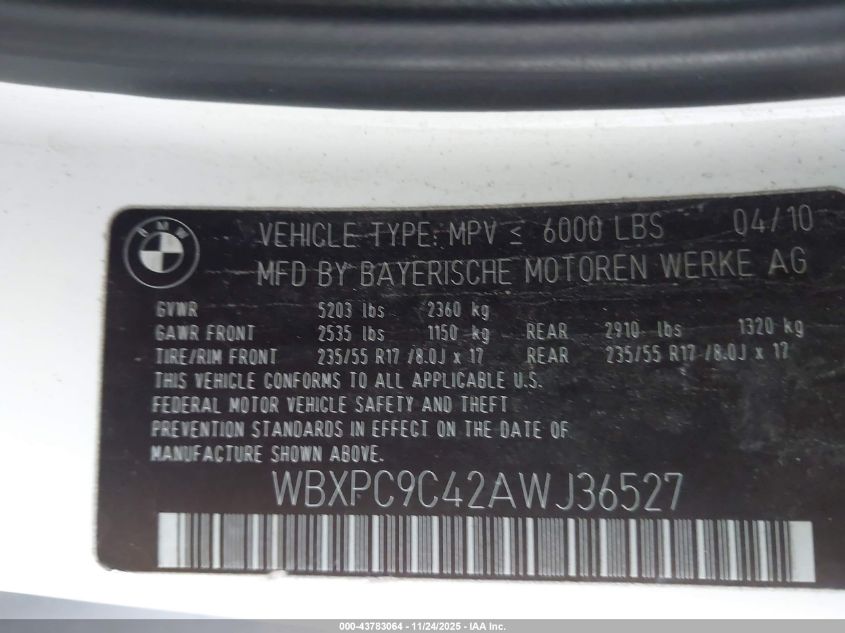 BMW
VEHICLE TYPE: MPV ≤ 6000 LBS 04/10
MFD BY BAYERISCHE MOTOREN WERKE AG
GVWR 5203 lbs 2360 kg
GAWR FRONT 2535 lbs 1150 kg REAR 2910 lbs 1320 kg
TIRE/RIM FRONT 235/55 R17 /8.0J x 17 REAR 235/55 R17 /8.0J x 17
THIS VEHICLE CONFORMS TO ALL APPLICABLE U.S.
FEDERAL MOTOR VEHICLE SAFETY AND THEFT
PREVENTION STANDARDS IN EFFECT ON THE DATE OF
MANUFACTURE SHOWN ABOVE.
WBXPC9C42AWJ36527
000-43783064 - 11/24/2025 - IAA Inc.